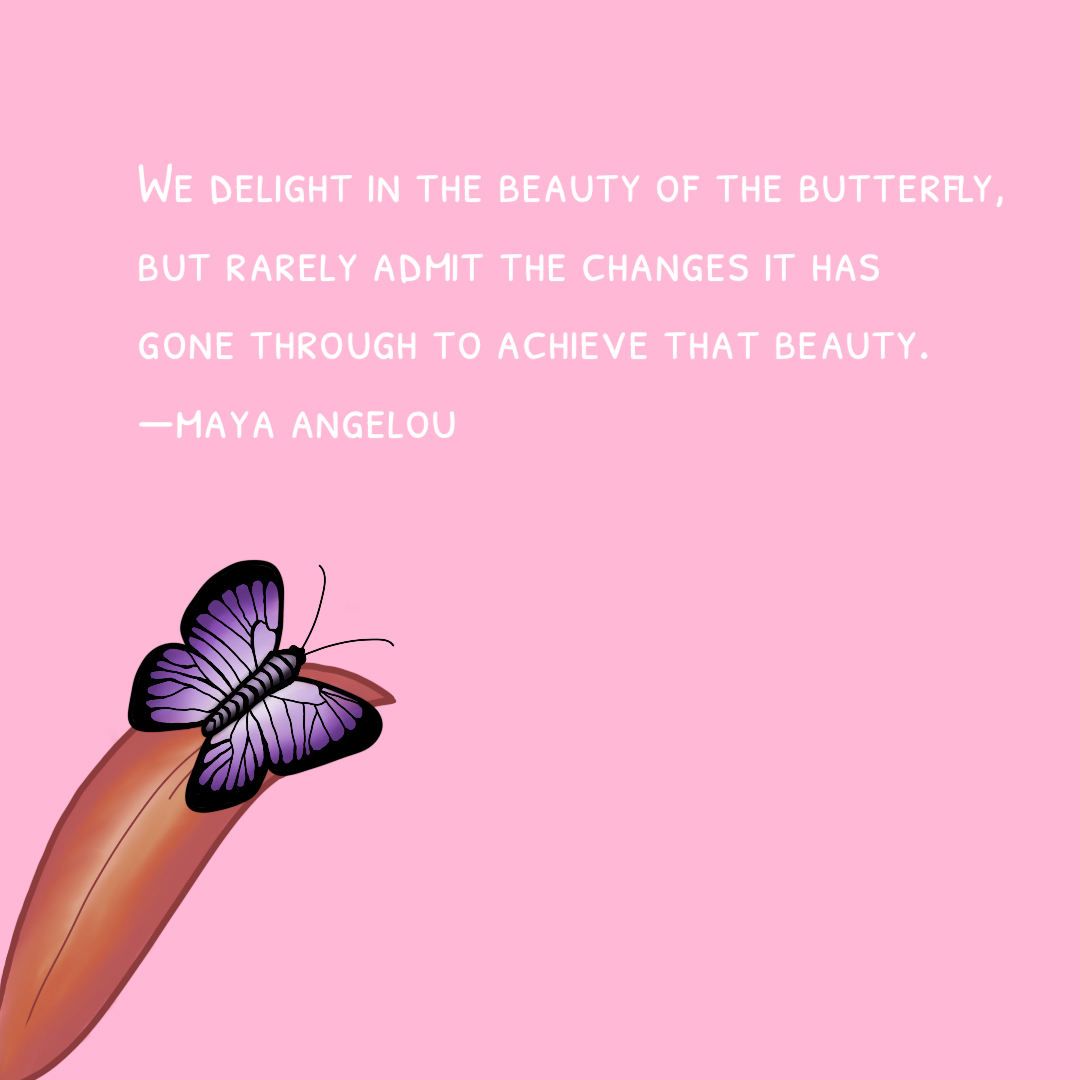 We delight in the beauty of the butterfly,
but rarely admit the changes it has
gone through to achieve that beauty.
—Maya Angelou